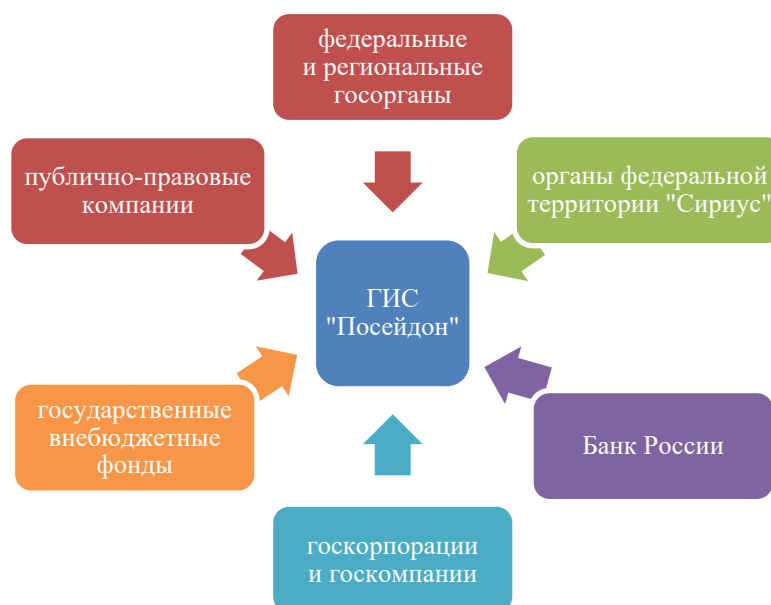 федеральные
и региональные
госорганы
публично-правовые
компании
органы федеральной
территории "Сириус"
ГИС
"Посейдон"
государственные
внебюджетные
фонды
Банк России
госкорпорации
и госкомпании